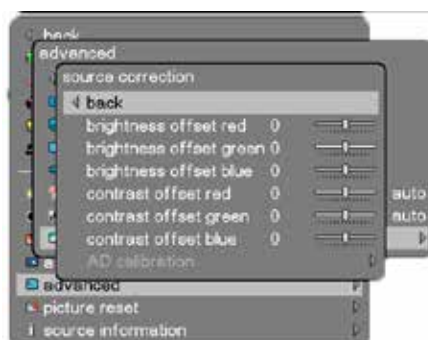 back
advanced
source correction
back
brightness offset red 0
brightness offset green 0
brightness offset blue 0
contrast offset red 0
auto
contrast offset green 0
auto
contrast offset blue 0
AD calibration
a
advanced
picture reset
i source information